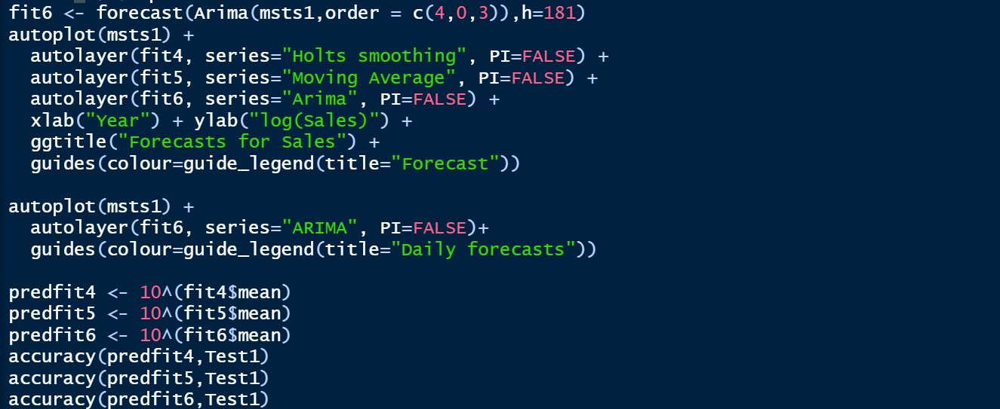 fit6 <- forecast(Arima(msts1,order = c(4,0,3)),h=181)
autoplot(msts1) +
  autolayer(fit4, series="Holts smoothing", PI=FALSE) +
  autolayer(fit5, series="Moving Average", PI=FALSE) +
  autolayer(fit6, series="Arima", PI=FALSE) +
  xlab("Year") + ylab("log(Sales)") +
  ggtitle("Forecasts for Sales") +
  guides(colour=guide_legend(title="Forecast"))

autoplot(msts1) +
  autolayer(fit6, series="ARIMA", PI=FALSE)+
  guides(colour=guide_legend(title="Daily forecasts"))

predfit4 <- 10^(fit4$mean)
predfit5 <- 10^(fit5$mean)
predfit6 <- 10^(fit6$mean)
accuracy(predfit4,Test1)
accuracy(predfit5,Test1)
accuracy(predfit6,Test1)